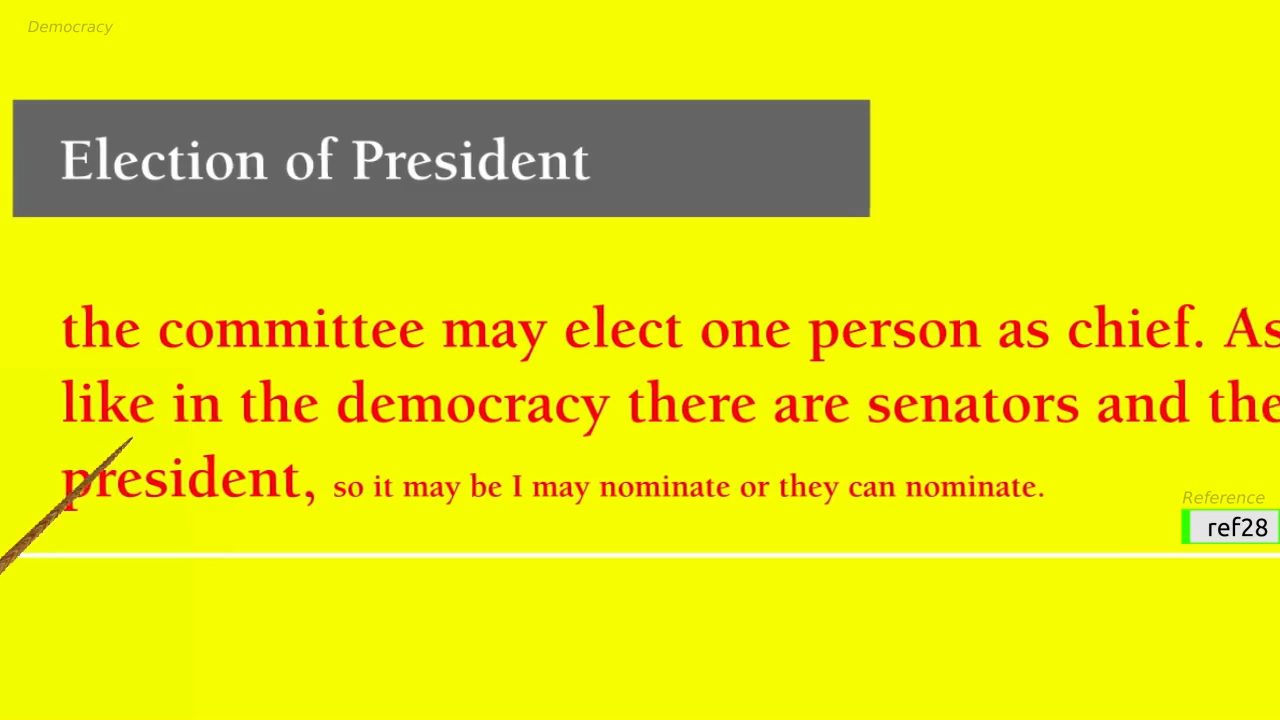 Democracy
Election of President
the committee may elect one person as chief. As
like in the democracy there are senators and the
president, so it may be I may nominate or they can nominate.
Reference
ref28